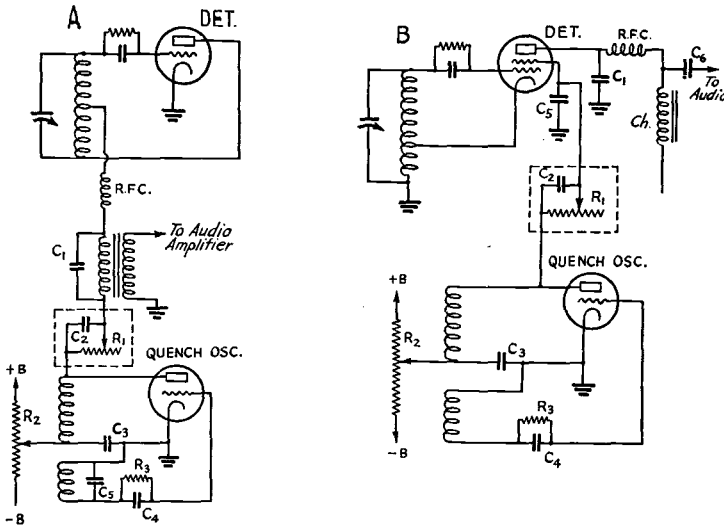 A
DET.
R.F.C.
C1
To Audio
Amplifier
C2
R1
QUENCH OSC.
+B
R2
C3
C5
R3
C4
-B
B
DET.
R.F.C.
C6
To
Audio
C5
C1
Ch.
C2
R1
QUENCH OSC.
+B
R2
C3
R3
C4
-B